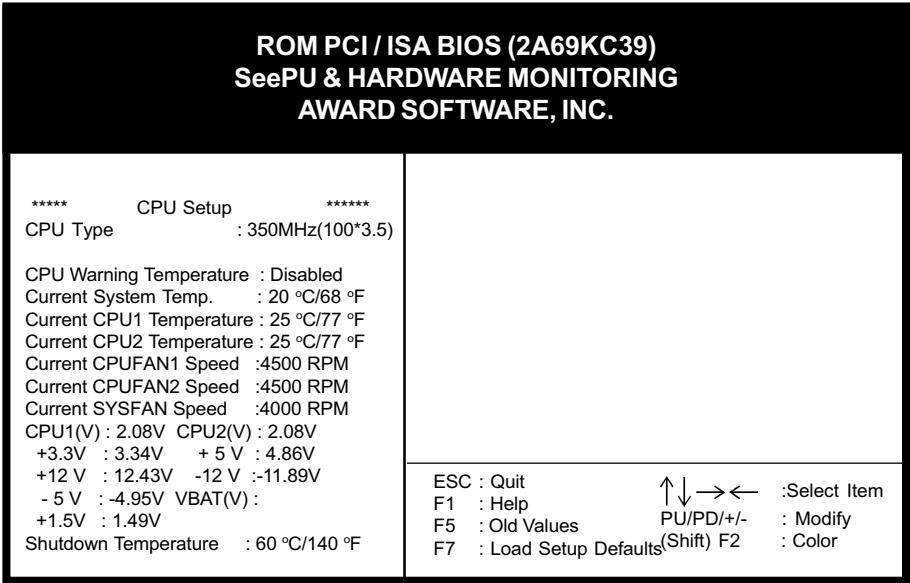 ROM PCI / ISA BIOS (2A69KC39)
SeePU & HARDWARE MONITORING
AWARD SOFTWARE, INC.
***** CPU Setup ******
CPU Type : 350MHz(100*3.5)
CPU Warning Temperature : Disabled
Current System Temp. : 20 °C/68 °F
Current CPU1 Temperature : 25 °C/77 °F
Current CPU2 Temperature : 25 °C/77 °F
Current CPUFAN1 Speed :4500 RPM
Current CPUFAN2 Speed :4500 RPM
Current SYSFAN Speed :4000 RPM
CPU1(V) : 2.08V CPU2(V) : 2.08V
+3.3V : 3.34V + 5 V : 4.86V
+12 V : 12.43V -12 V :-11.89V
- 5 V : -4.95V VBAT(V) :
+1.5V : 1.49V
Shutdown Temperature : 60 °C/140 °F
ESC : Quit ↑↓→← :Select Item
F1 : Help
F5 : Old Values PU/PD/+/- : Modify
F7 : Load Setup Defaults (Shift) F2 : Color